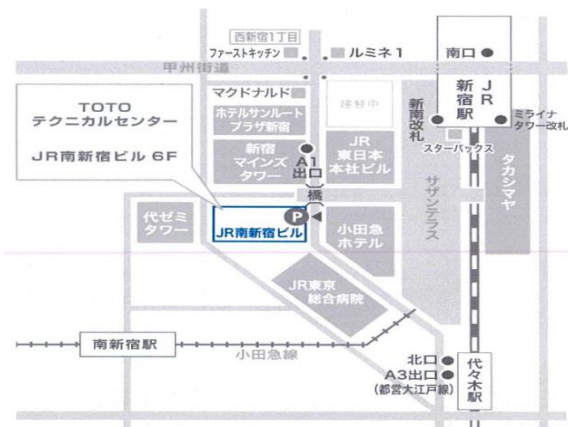 西新宿1丁目
ファーストキッチン
ルミネ1
南口
甲州街道
JR
新宿駅
TOTO
テクニカルセンター
JR南新宿ビル 6F
マクドナルド
建替中
新南改札
ミライナ
タワー改札
ホテルサンルート
プラザ新宿
スターバックス
新宿
マインズ
タワー
A1
出口
JR
東日本
本社ビル
サザンテラス
タカシマヤ
橋
代ゼミ
タワー
P
JR南新宿ビル
小田急
ホテル
JR東京
総合病院
南新宿駅
小田急線
北口
A3出口
(都営大江戸線)
代々木駅